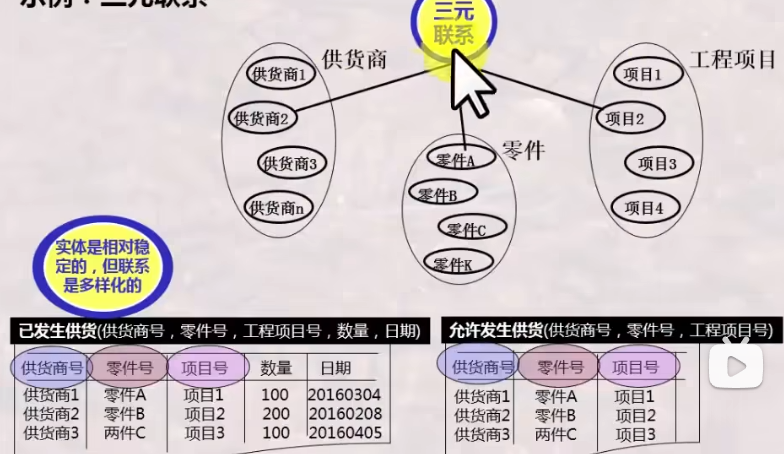 示例：三元联系
三元
联系
供货商
工程项目
零件
供货商1
供货商2
供货商3
供货商n
零件A
零件B
零件C
零件K
项目1
项目2
项目3
项目4
实体是相对稳
定的，但联系
是多样化的
已发生供货(供货商号，零件号，工程项目号，数量，日期)
供货商号 零件号 项目号 数量 日期
供货商1 零件A 项目1 100 20160304
供货商2 零件B 项目2 200 20160208
供货商3 两件C 项目3 100 20160405
允许发生供货(供货商号，零件号，工程项目号)
供货商号 零件号 项目号
供货商1 零件A 项目1
供货商2 零件B 项目2
供货商3 两件C 项目3